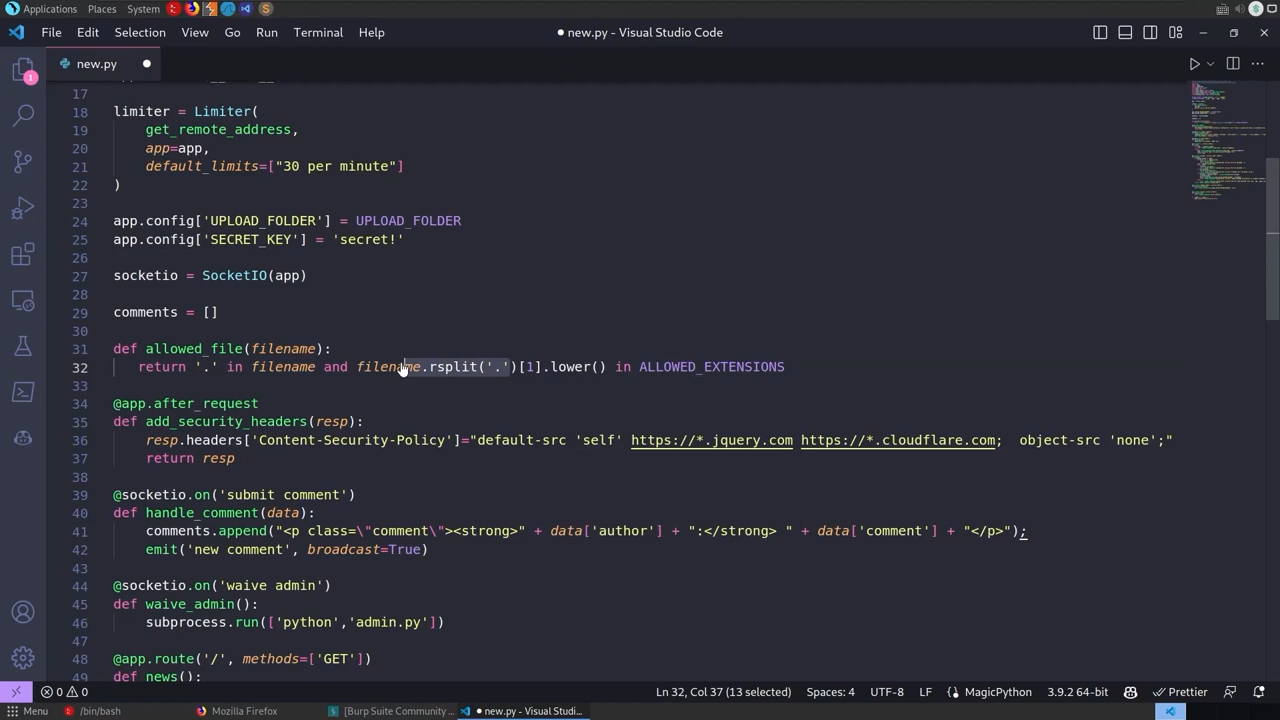 Applications Places System
File Edit Selection View Go Run Terminal Help
● new.py - Visual Studio Code
new.py
17
18 limiter = Limiter(
19 get_remote_address,
20 app=app,
21 default_limits=["30 per minute"]
22 )
23
24 app.config['UPLOAD_FOLDER'] = UPLOAD_FOLDER
25 app.config['SECRET_KEY'] = 'secret!'
26
27 socketio = SocketIO(app)
28
29 comments = []
30
31 def allowed_file(filename):
32 return '.' in filename and filename.rsplit('.')[1].lower() in ALLOWED_EXTENSIONS
33
34 @app.after_request
35 def add_security_headers(resp):
36 resp.headers['Content-Security-Policy']="default-src 'self' https://*.jquery.com https://*.cloudflare.com;  object-src 'none';"
37 return resp
38
39 @socketio.on('submit comment')
40 def handle_comment(data):
41 comments.append("<p class=\"comment\"><strong>" + data['author'] + ":</strong> " + data['comment'] + "</p>");
42 emit('new comment', broadcast=True)
43
44 @socketio.on('waive admin')
45 def waive_admin():
46 subprocess.run(['python','admin.py'])
47
48 @app.route('/', methods=['GET'])
49 def news():
1
0 0 Ln 32, Col 37 (13 selected) Spaces: 4 UTF-8 LF MagicPython 3.9.2 64-bit Prettier
Menu /bin/bash Mozilla Firefox [Burp Suite Community ... ● new.py - Visual Studi...